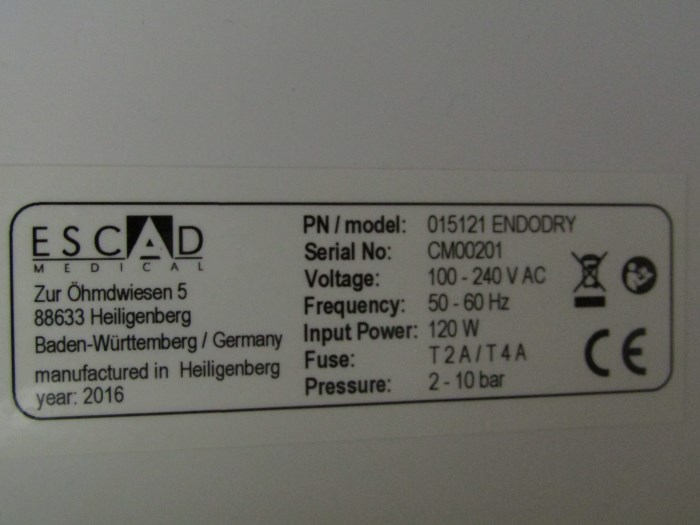 ESCAD
MEDICAL
Zur Öhmdwiesen 5
88633 Heiligenberg
Baden-Württemberg / Germany
manufactured in Heiligenberg
year: 2016
PN / model: 015121 ENDODRY
Serial No: CM00201
Voltage: 100 - 240 V AC
Frequency: 50 - 60 Hz
Input Power: 120 W
Fuse: T 2 A / T 4 A
Pressure: 2 - 10 bar
CE